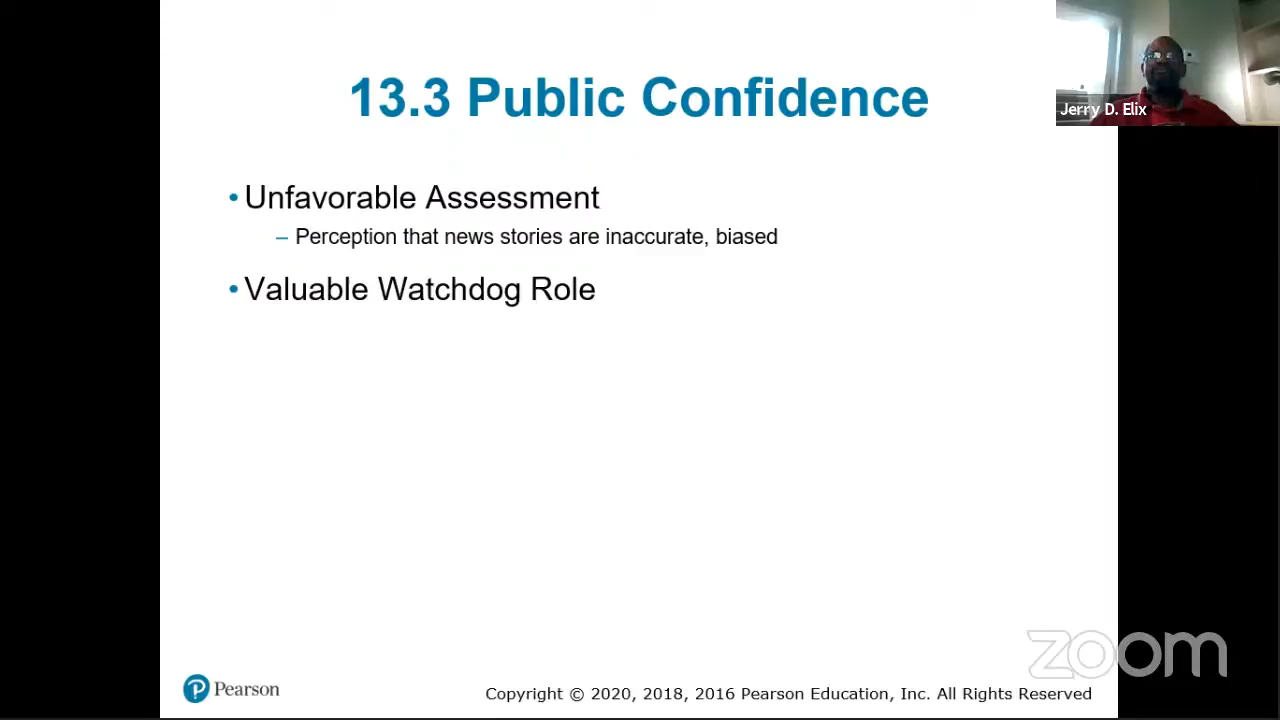 13.3 Public Confidence
Jerry D. Elix
• Unfavorable Assessment
– Perception that news stories are inaccurate, biased
• Valuable Watchdog Role
zoom
Pearson
Copyright © 2020, 2018, 2016 Pearson Education, Inc. All Rights Reserved